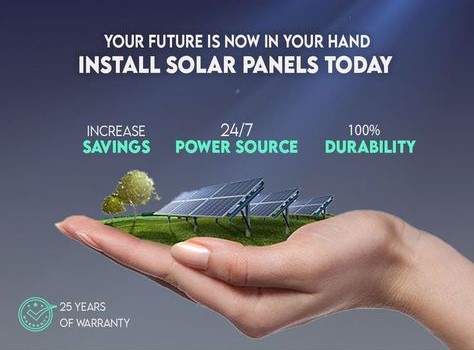 YOUR FUTURE IS NOW IN YOUR HAND
INSTALL SOLAR PANELS TODAY
INCREASE
SAVINGS
24/7
POWER SOURCE
100%
DURABILITY
25 YEARS
OF WARRANTY